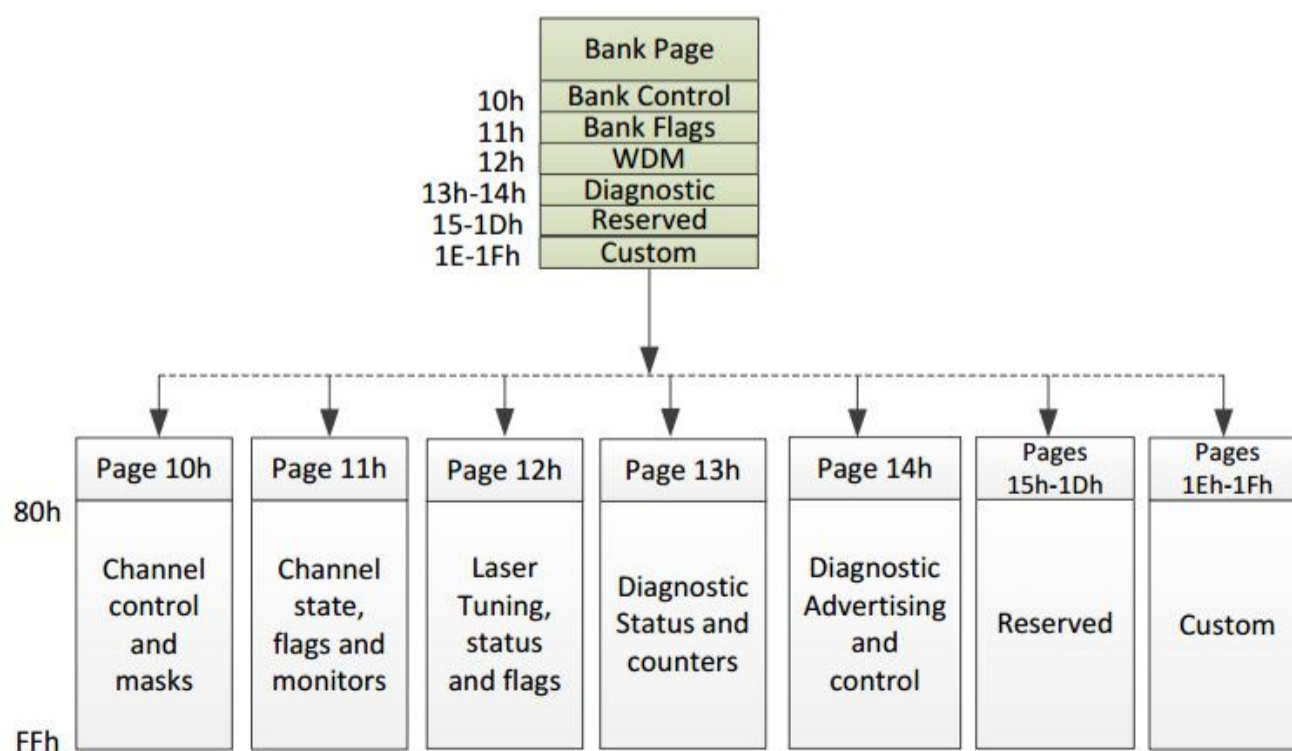 Bank Page
10h Bank Control
11h Bank Flags
12h WDM
13h-14h Diagnostic
15-1Dh Reserved
1E-1Fh Custom
Page 10h
Page 11h
Page 12h
Page 13h
Page 14h
Pages
15h-1Dh
Pages
1Eh-1Fh
80h
Channel
control
and
masks
Channel
state,
flags and
monitors
Laser
Tuning,
status
and flags
Diagnostic
Status and
counters
Diagnostic
Advertising
and
control
Reserved
Custom
FFh